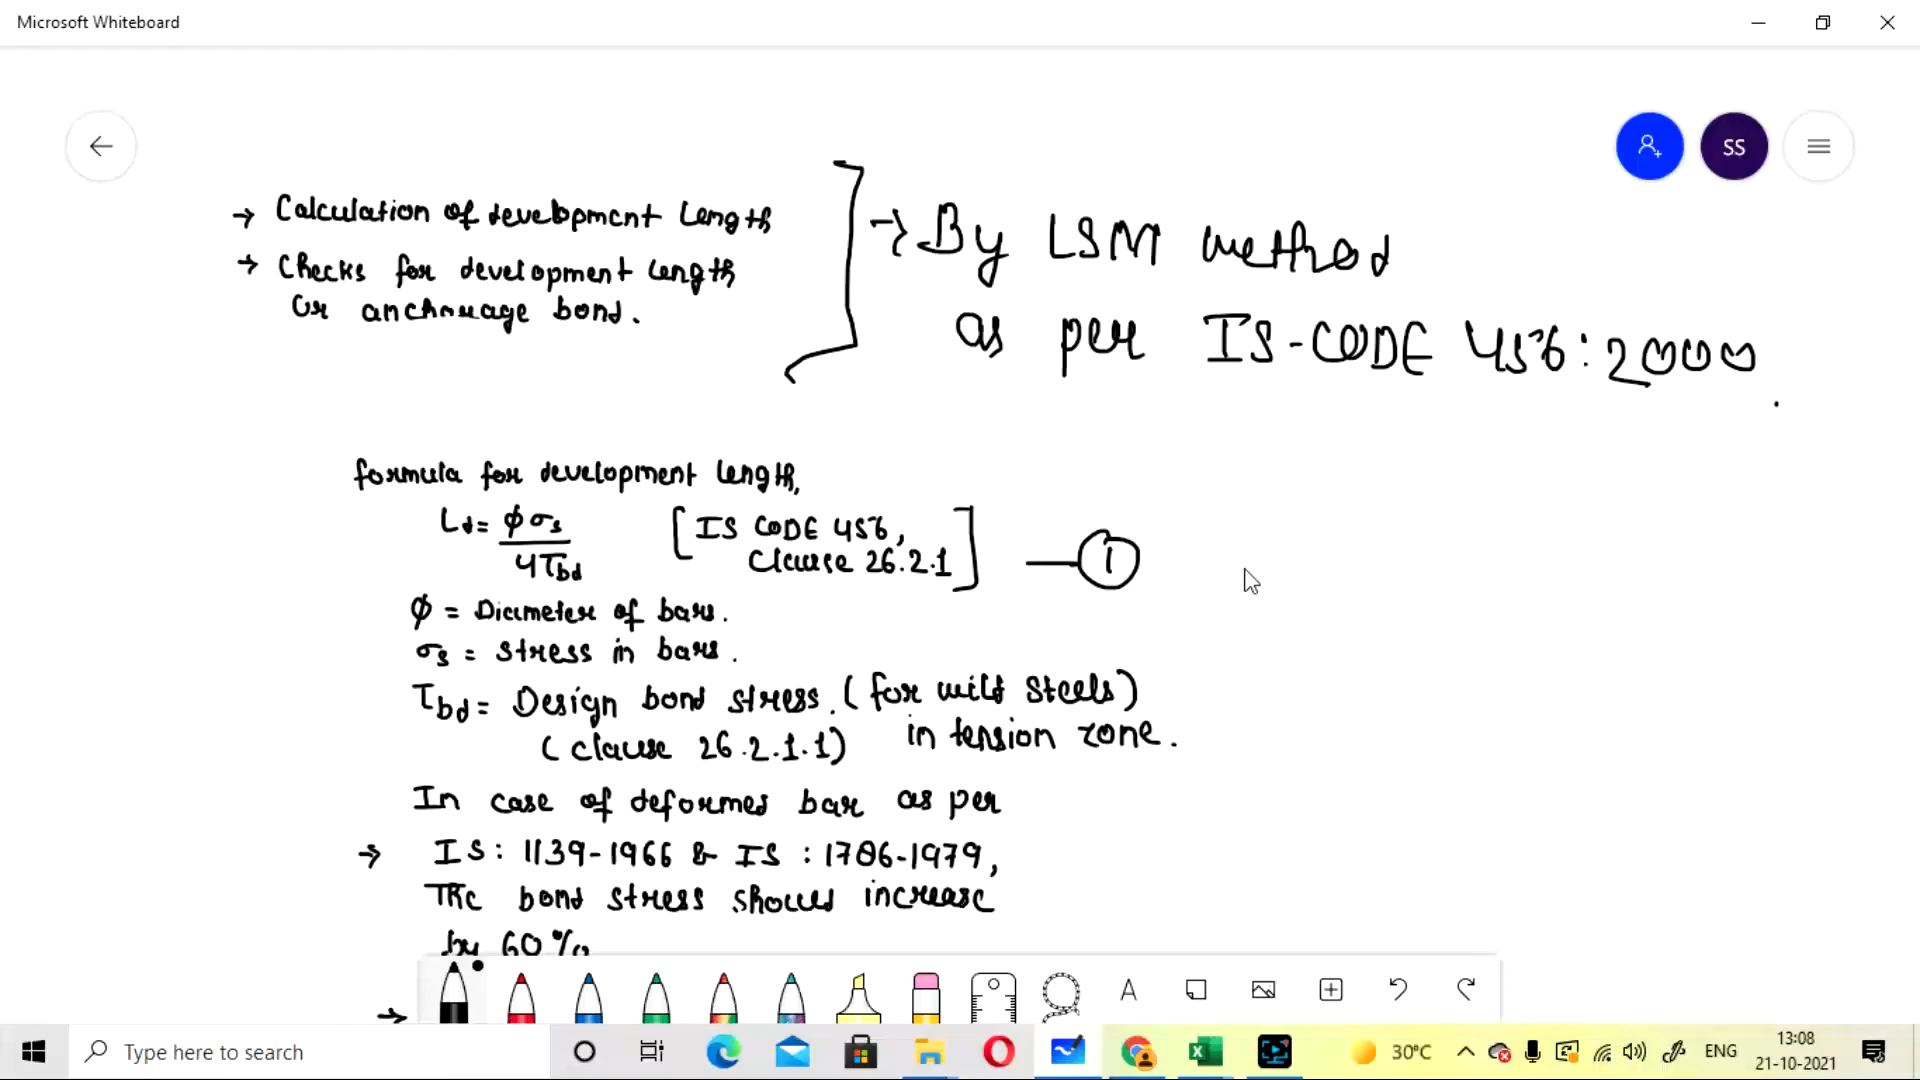 Microsoft Whiteboard
SS
→ Calculation of development length
→ Checks for development length
or anchorage bond.
→ By LSM method
as per IS-CODE 456:2000
formula for development length,
Ld = ϕσs / 4τbd [IS CODE 456, Clause 26.2.1] — 1
ϕ = Diameter of bars.
σs = stress in bars.
τbd = Design bond stress. (for mild steels)
(clause 26.2.1.1) in tension zone.
In case of deformed bar as per
→ IS: 1139-1966 & IS : 1786-1979,
The bond stress should increase
by 60%
→
A
Type here to search
30°C
ENG
13:08
21-10-2021